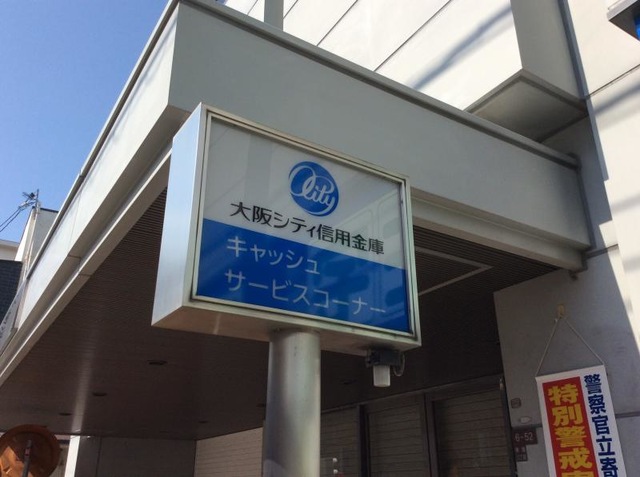 City
大阪シティ信用金庫
キャッシュ
サービスコーナー
警察官立寄
特別警戒
6-52